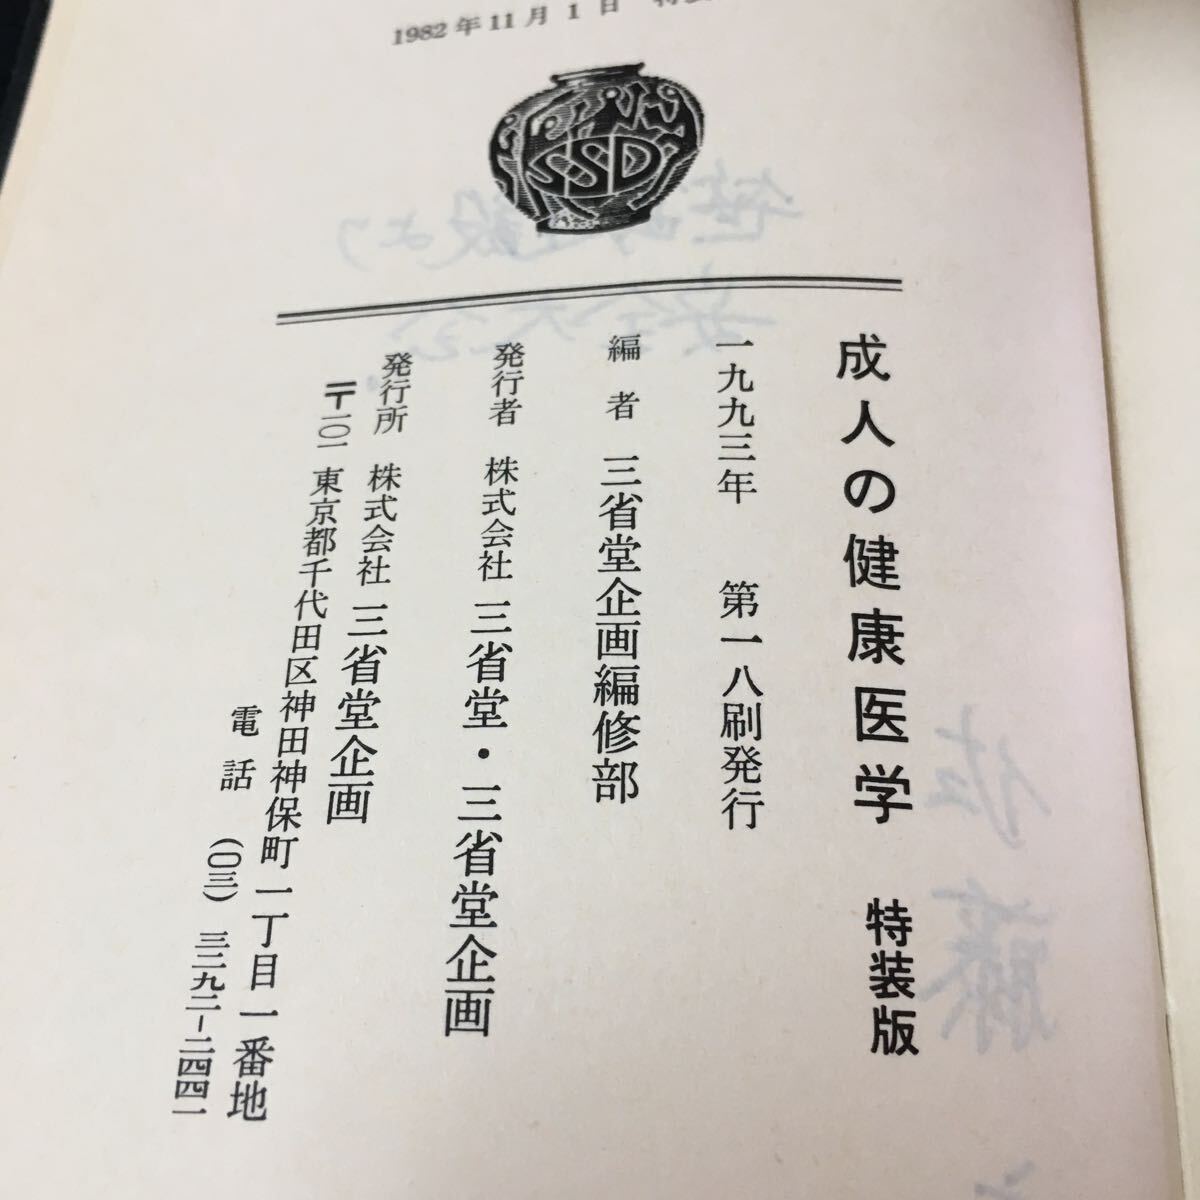 1982年11月1日
SSD
成人の健康医学 特装版
一九九三年 第一八刷発行
編者 三省堂企画編修部
発行者 株式会社 三省堂・三省堂企画
発行所 株式会社 三省堂企画
〒一〇一 東京都千代田区神田神保町一丁目一番地
電話 (〇三) 三二九二-二四四一